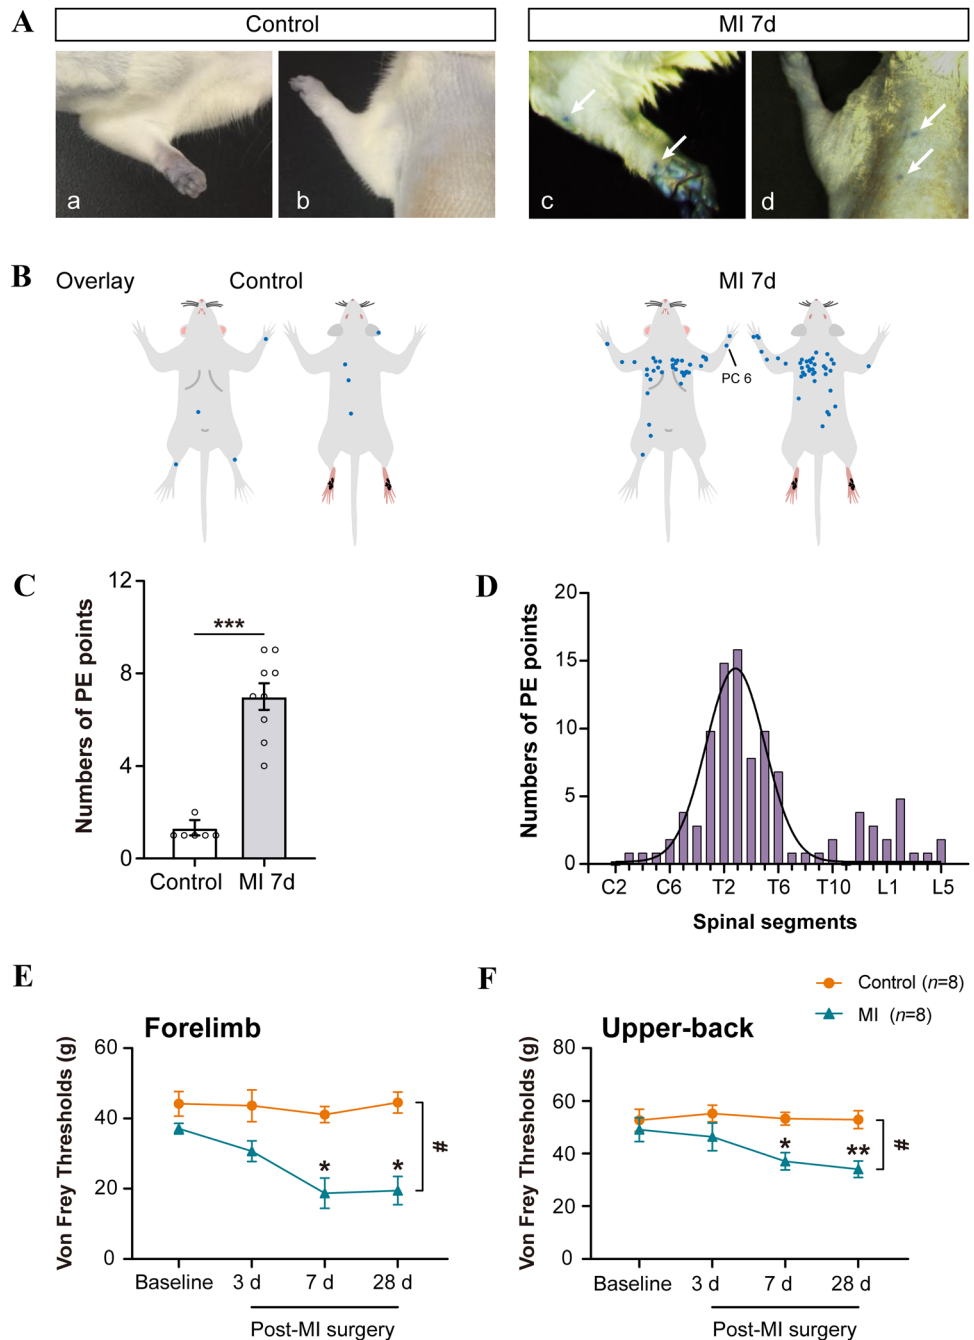 A
Control
MI 7d
a
b
c
d
B
Overlay
Control
MI 7d
PC 6
C
Numbers of PE points
12
8
4
0
***
Control
MI 7d
D
Numbers of PE points
20
15
10
5
0
C2
C6
T2
T6
T10
L1
L5
Spinal segments
E
Forelimb
Von Frey Thresholds (g)
60
40
20
0
*
*
#
Baseline
3 d
7 d
28 d
Post-MI surgery
F
Control (n=8)
MI (n=8)
Upper-back
Von Frey Thresholds (g)
80
60
40
20
0
*
**
#
Baseline
3 d
7 d
28 d
Post-MI surgery